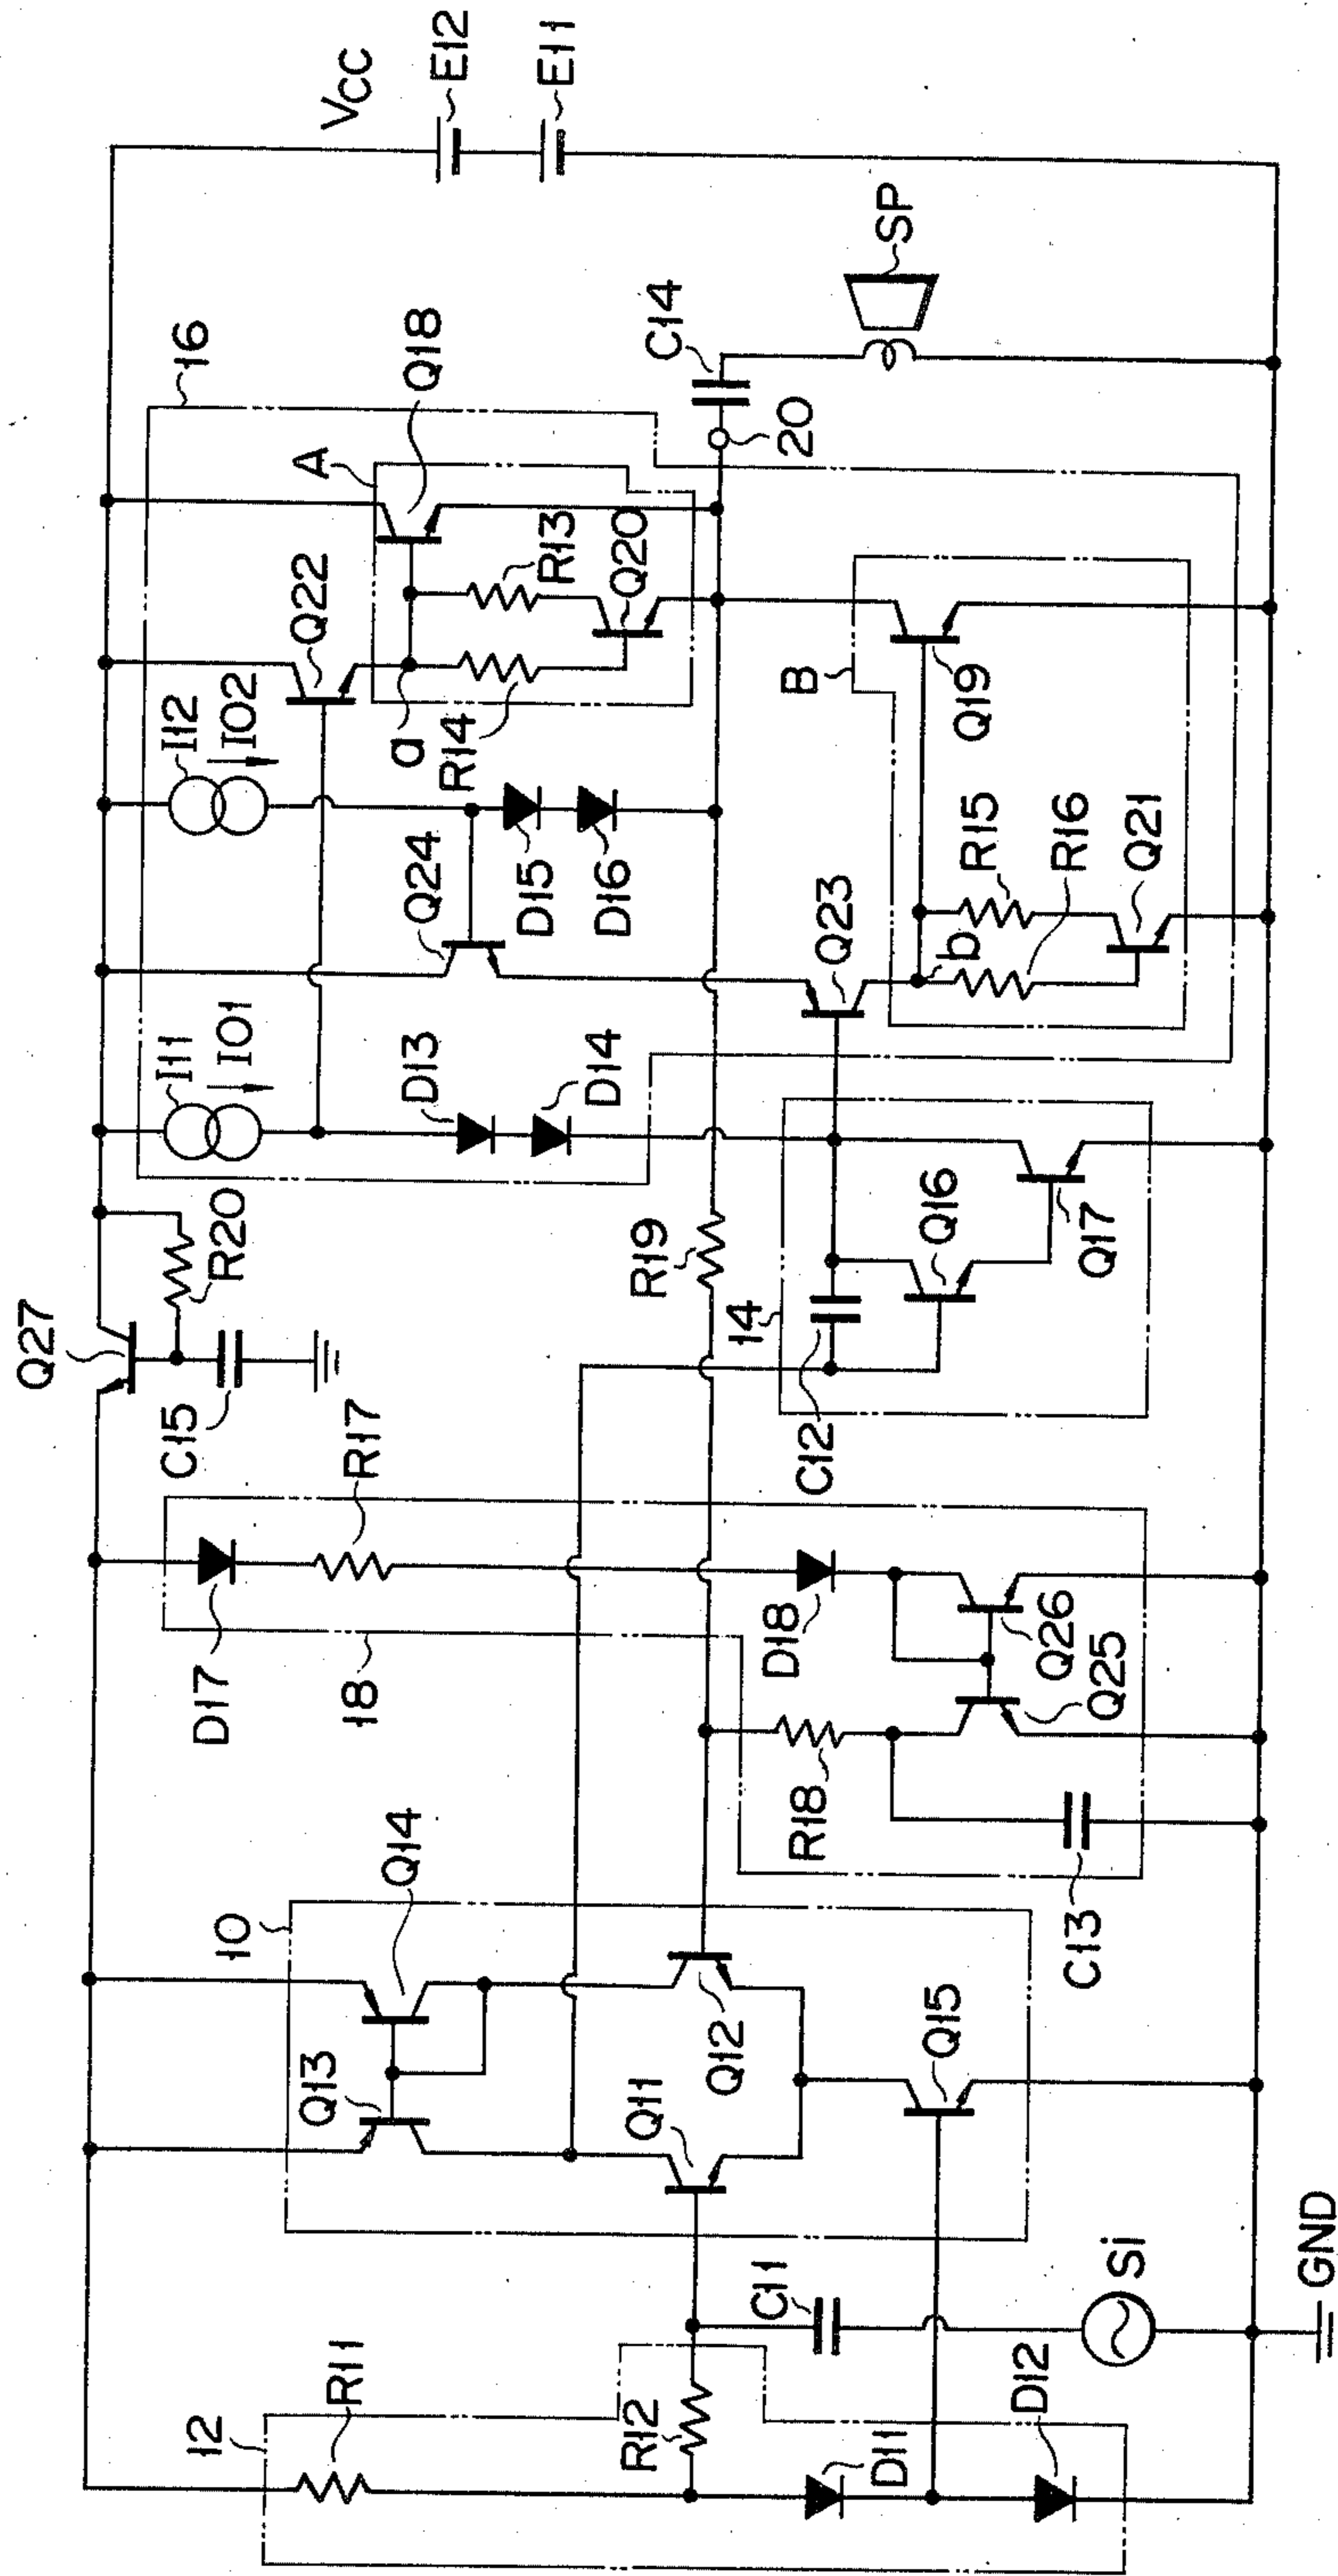 12
R11
R12
D11
D12
C11
Si
GND
10
Q13
Q14
Q11
Q12
Q15
18
D17
R17
D18
R18
Q26
Q25
C13
Q27
C15
R20
R19
14
C12
Q16
Q17
I11
I01
D13
D14
Q24
I12
I02
D15
D16
Q22
a
R14
R13
Q20
A
Q18
16
Q23
b
R15
R16
Q21
B
Q19
20
C14
SP
VCC
E12
E11